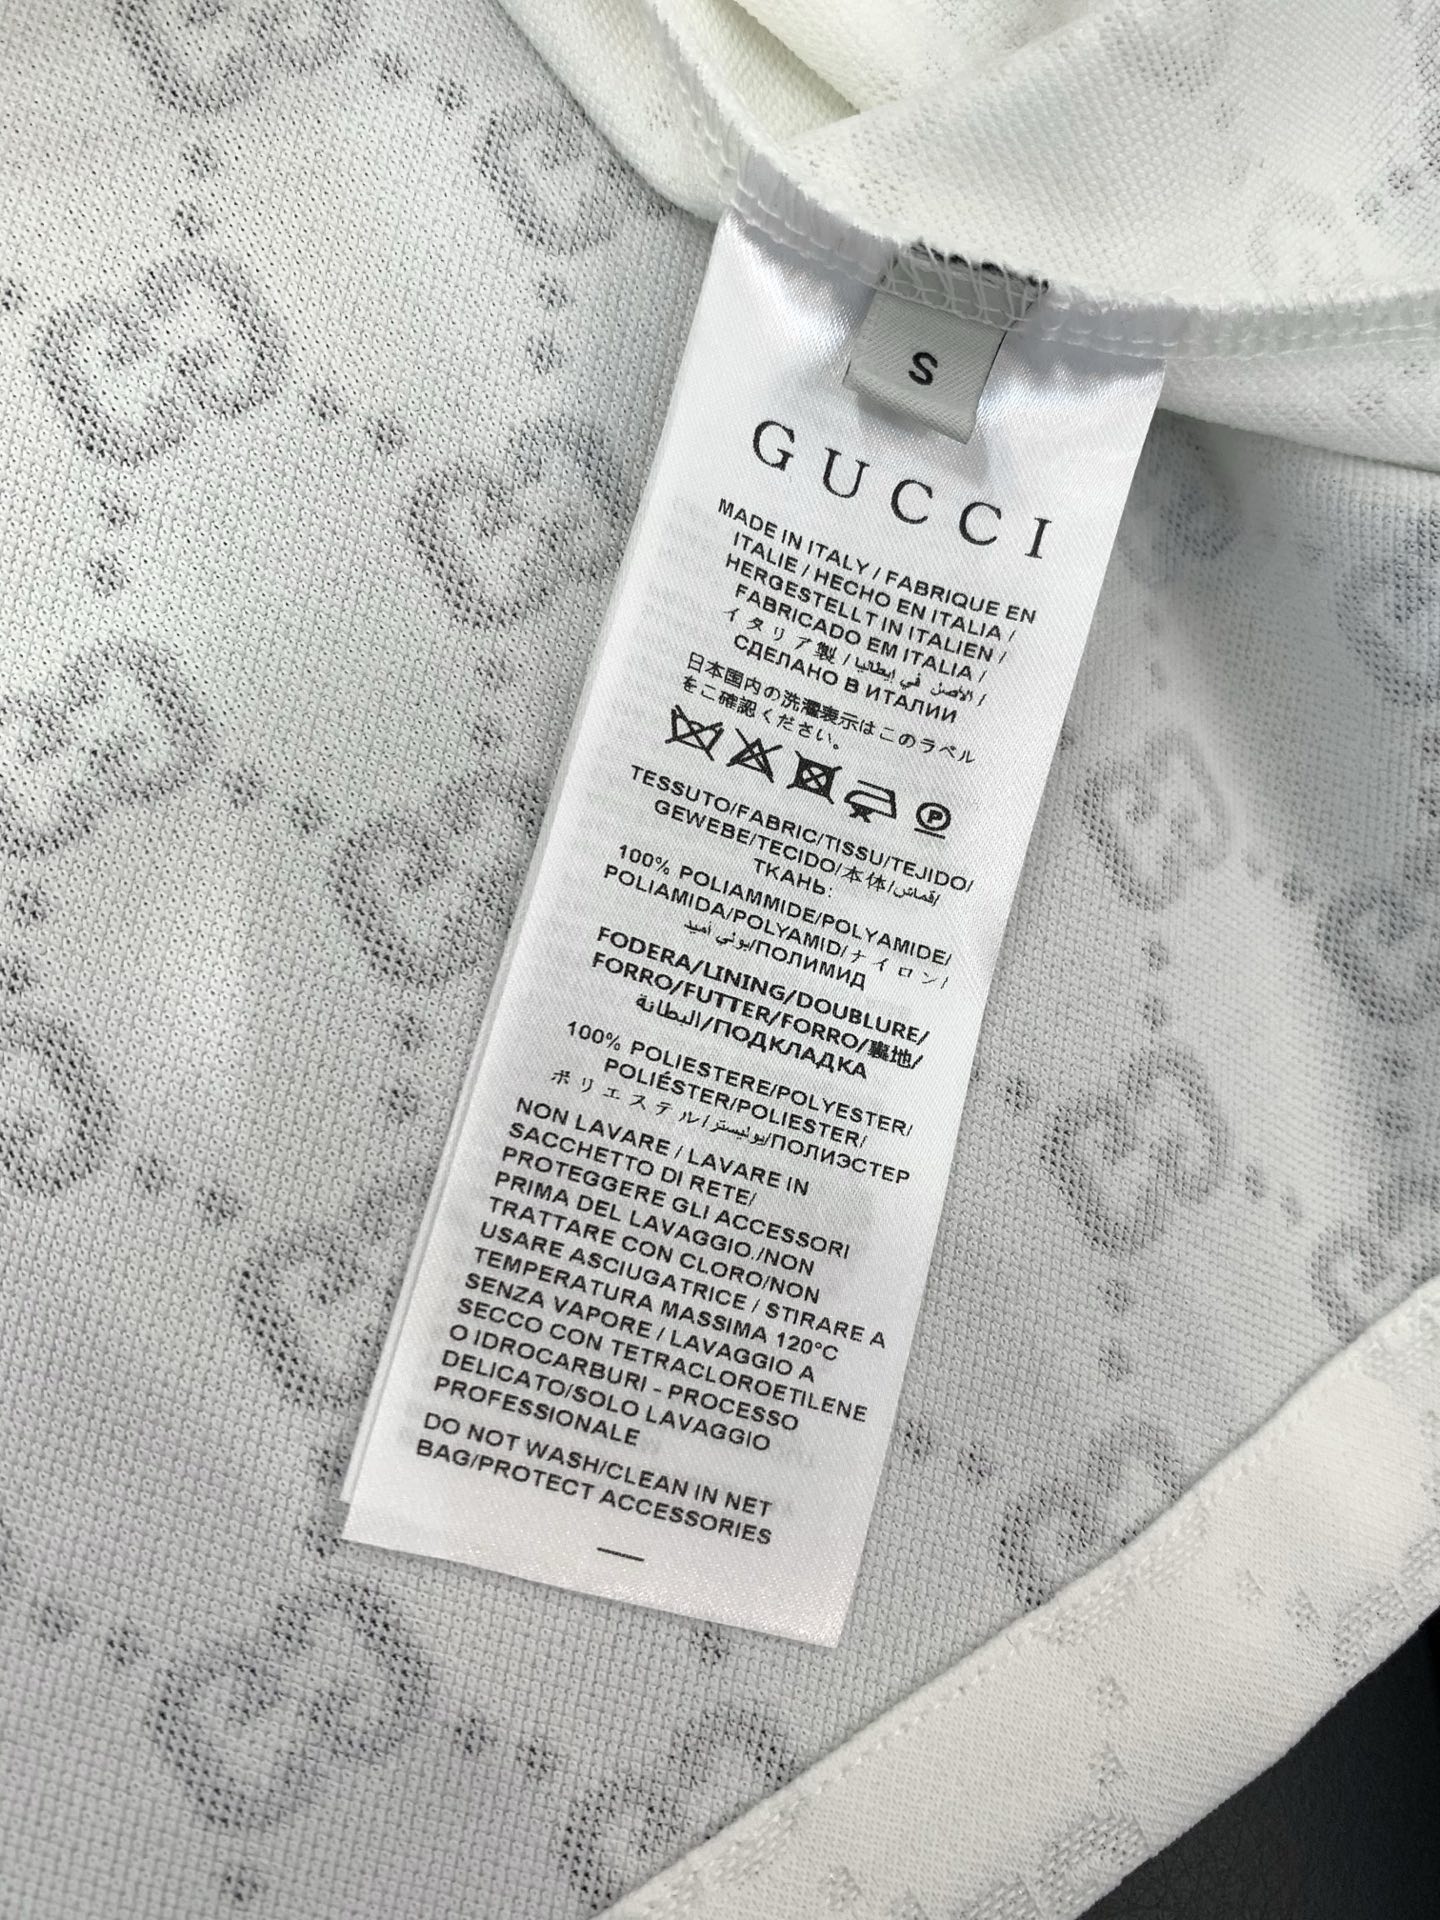 S
GUCCI
MADE IN ITALY / FABRIQUE EN
ITALIE / HECHO EN ITALIA /
HERGESTELLT IN ITALIEN /
FABRICADO EM ITALIA /
イタリア製 / الأصل في إيطاليا /
СДЕЛАНО В ИТАЛИИ
日本国内の洗濯表示はこのラベル
をご確認ください。
P
TESSUTO/FABRIC/TISSU/TEJIDO/
GEWEBE/TECIDO/本体/قماش/
ТКАНЬ:
100% POLIAMMIDE/POLYAMIDE/
POLIAMIDA/POLYAMID/ナイロン/
بولي أميد/ПОЛИМИД
FODERA/LINING/DOUBLURE/
FORRO/FUTTER/FORRO/裏地/
البطانة/ПОДКЛАДКА
100% POLIESTERE/POLYESTER/
POLIÉSTER/POLIESTER/
ポリエステル/بوليستر/ПОЛИЭСТЕР
NON LAVARE / LAVARE IN
SACCHETTO DI RETE/
PROTEGGERE GLI ACCESSORI
PRIMA DEL LAVAGGIO./NON
TRATTARE CON CLORO/NON
USARE ASCIUGATRICE / STIRARE A
TEMPERATURA MASSIMA 120°C
SENZA VAPORE / LAVAGGIO A
SECCO CON TETRACLOROETILENE
O IDROCARBURI - PROCESSO
DELICATO/SOLO LAVAGGIO
PROFESSIONALE
DO NOT WASH/CLEAN IN NET
BAG/PROTECT ACCESSORIES